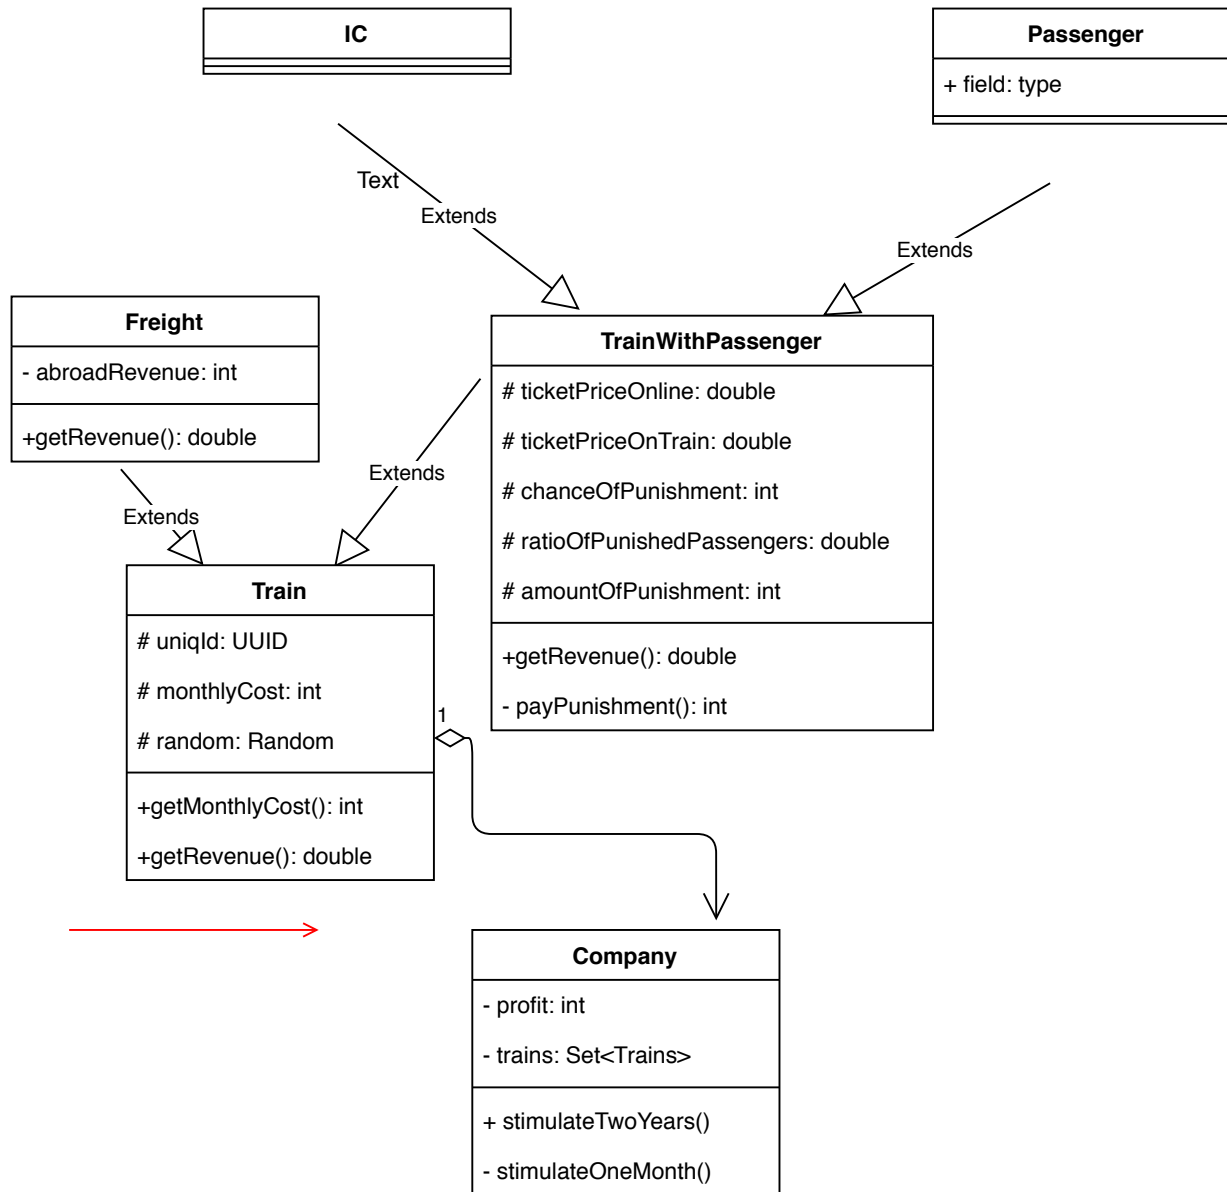 IC
Passenger
+ field: type
Text
Extends
Extends
Freight
- abroadRevenue: int
+getRevenue(): double
Extends
Extends
TrainWithPassenger
# ticketPriceOnline: double
# ticketPriceOnTrain: double
# chanceOfPunishment: int
# ratioOfPunishedPassengers: double
# amountOfPunishment: int
+getRevenue(): double
- payPunishment(): int
Train
# uniqId: UUID
# monthlyCost: int
# random: Random
+getMonthlyCost(): int
+getRevenue(): double
1
Company
- profit: int
- trains: Set<Trains>
+ stimulateTwoYears()
- stimulateOneMonth()